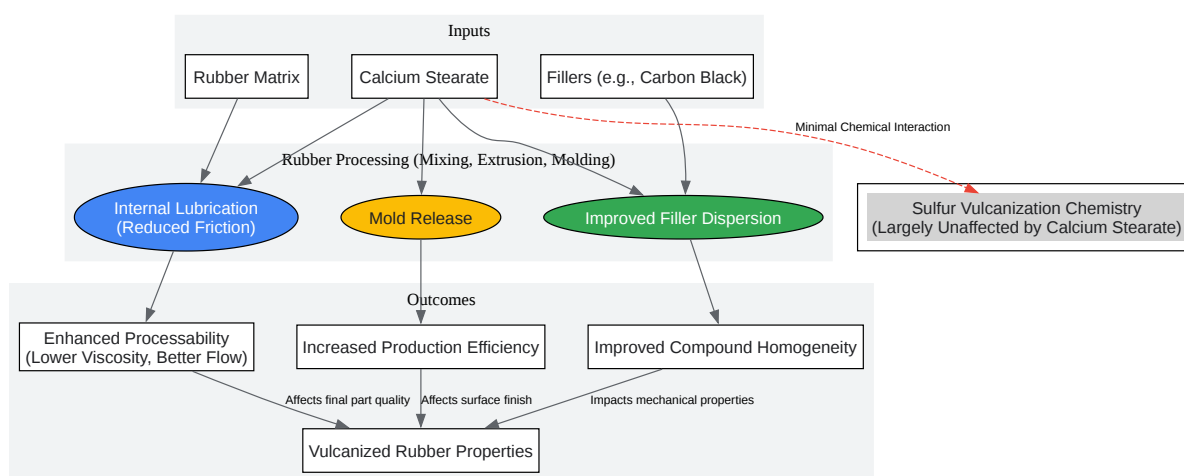 Inputs
Rubber Matrix
Calcium Stearate
Fillers (e.g., Carbon Black)
Minimal Chemical Interaction
Rubber Processing (Mixing, Extrusion, Molding)
Internal Lubrication
(Reduced Friction)
Mold Release
Improved Filler Dispersion
Sulfur Vulcanization Chemistry
(Largely Unaffected by Calcium Stearate)
Outcomes
Enhanced Processability
(Lower Viscosity, Better Flow)
Increased Production Efficiency
Improved Compound Homogeneity
Affects final part quality
Affects surface finish
Impacts mechanical properties
Vulcanized Rubber Properties